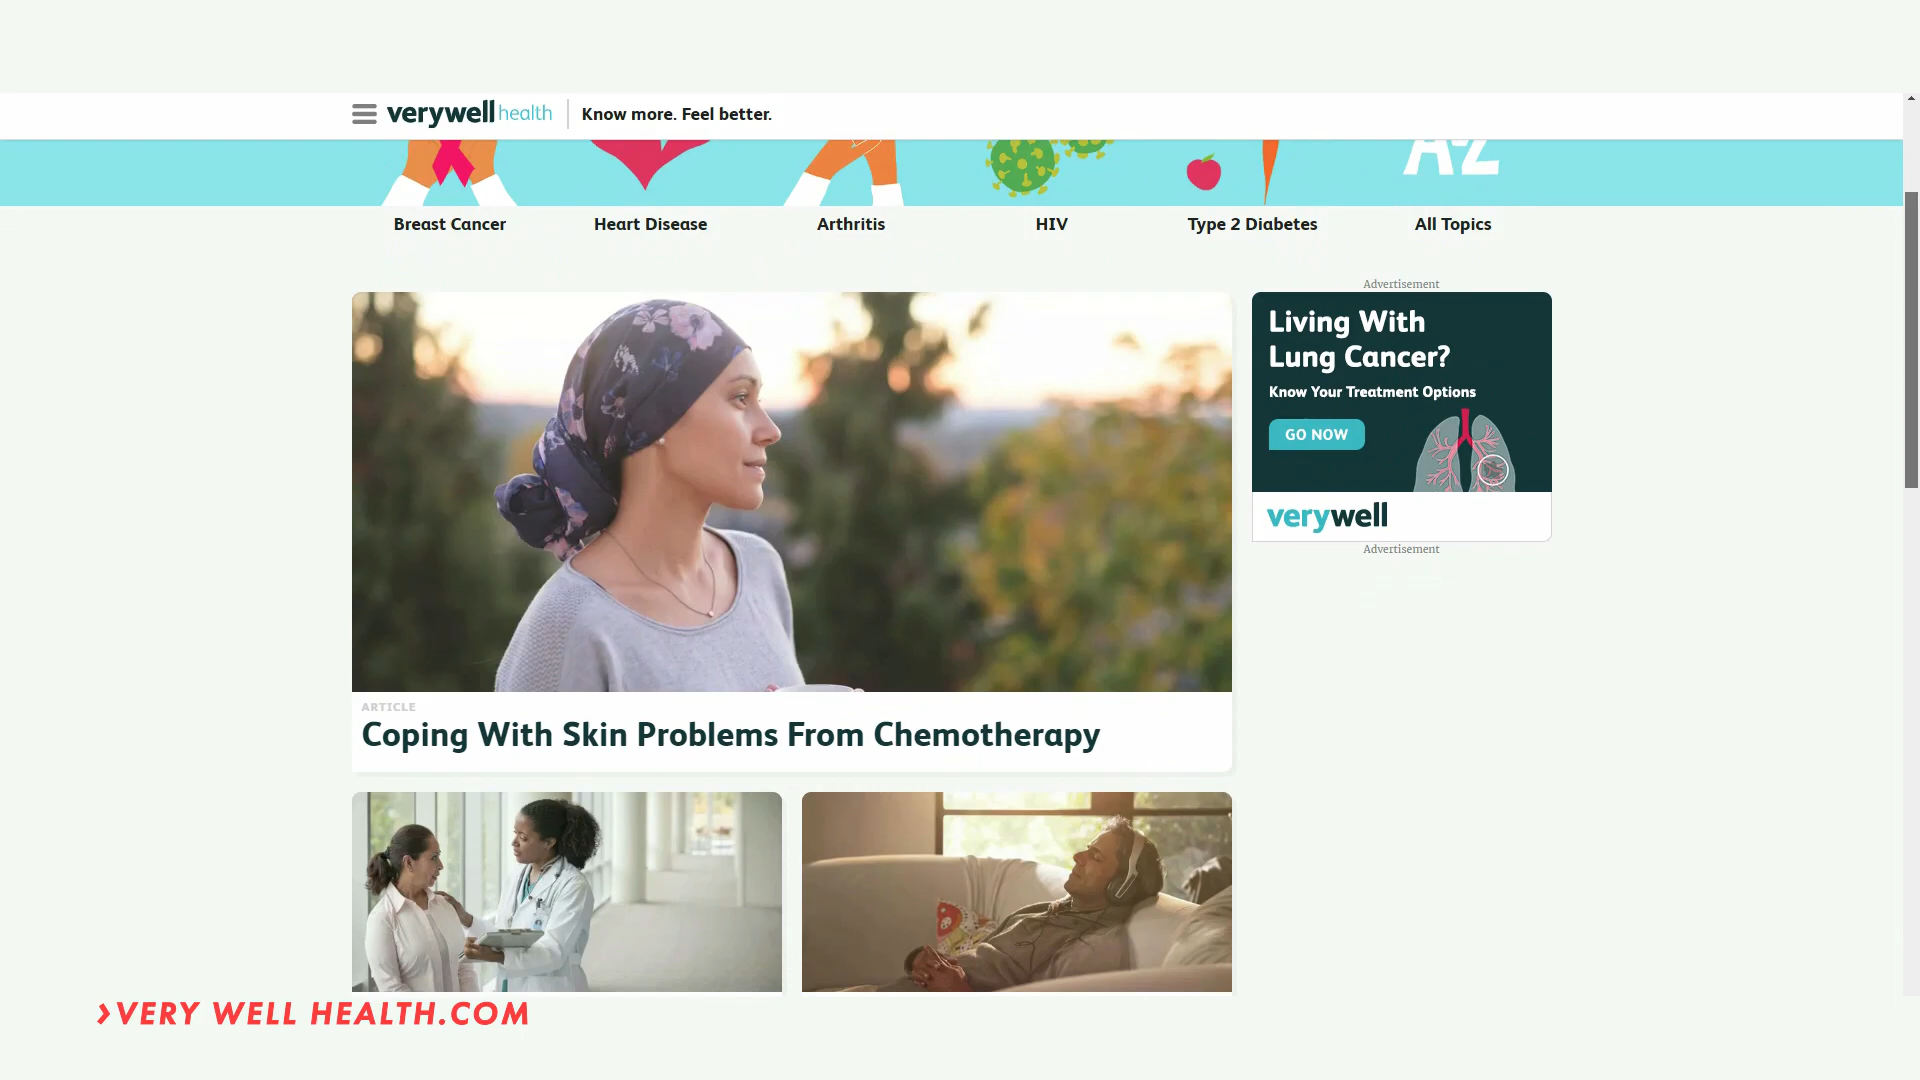 verywell health
Know more. Feel better.
A-Z
Breast Cancer
Heart Disease
Arthritis
HIV
Type 2 Diabetes
All Topics
Advertisement
Living With
Lung Cancer?
Know Your Treatment Options
GO NOW
verywell
Advertisement
ARTICLE
Coping With Skin Problems From Chemotherapy
›VERY WELL HEALTH.COM